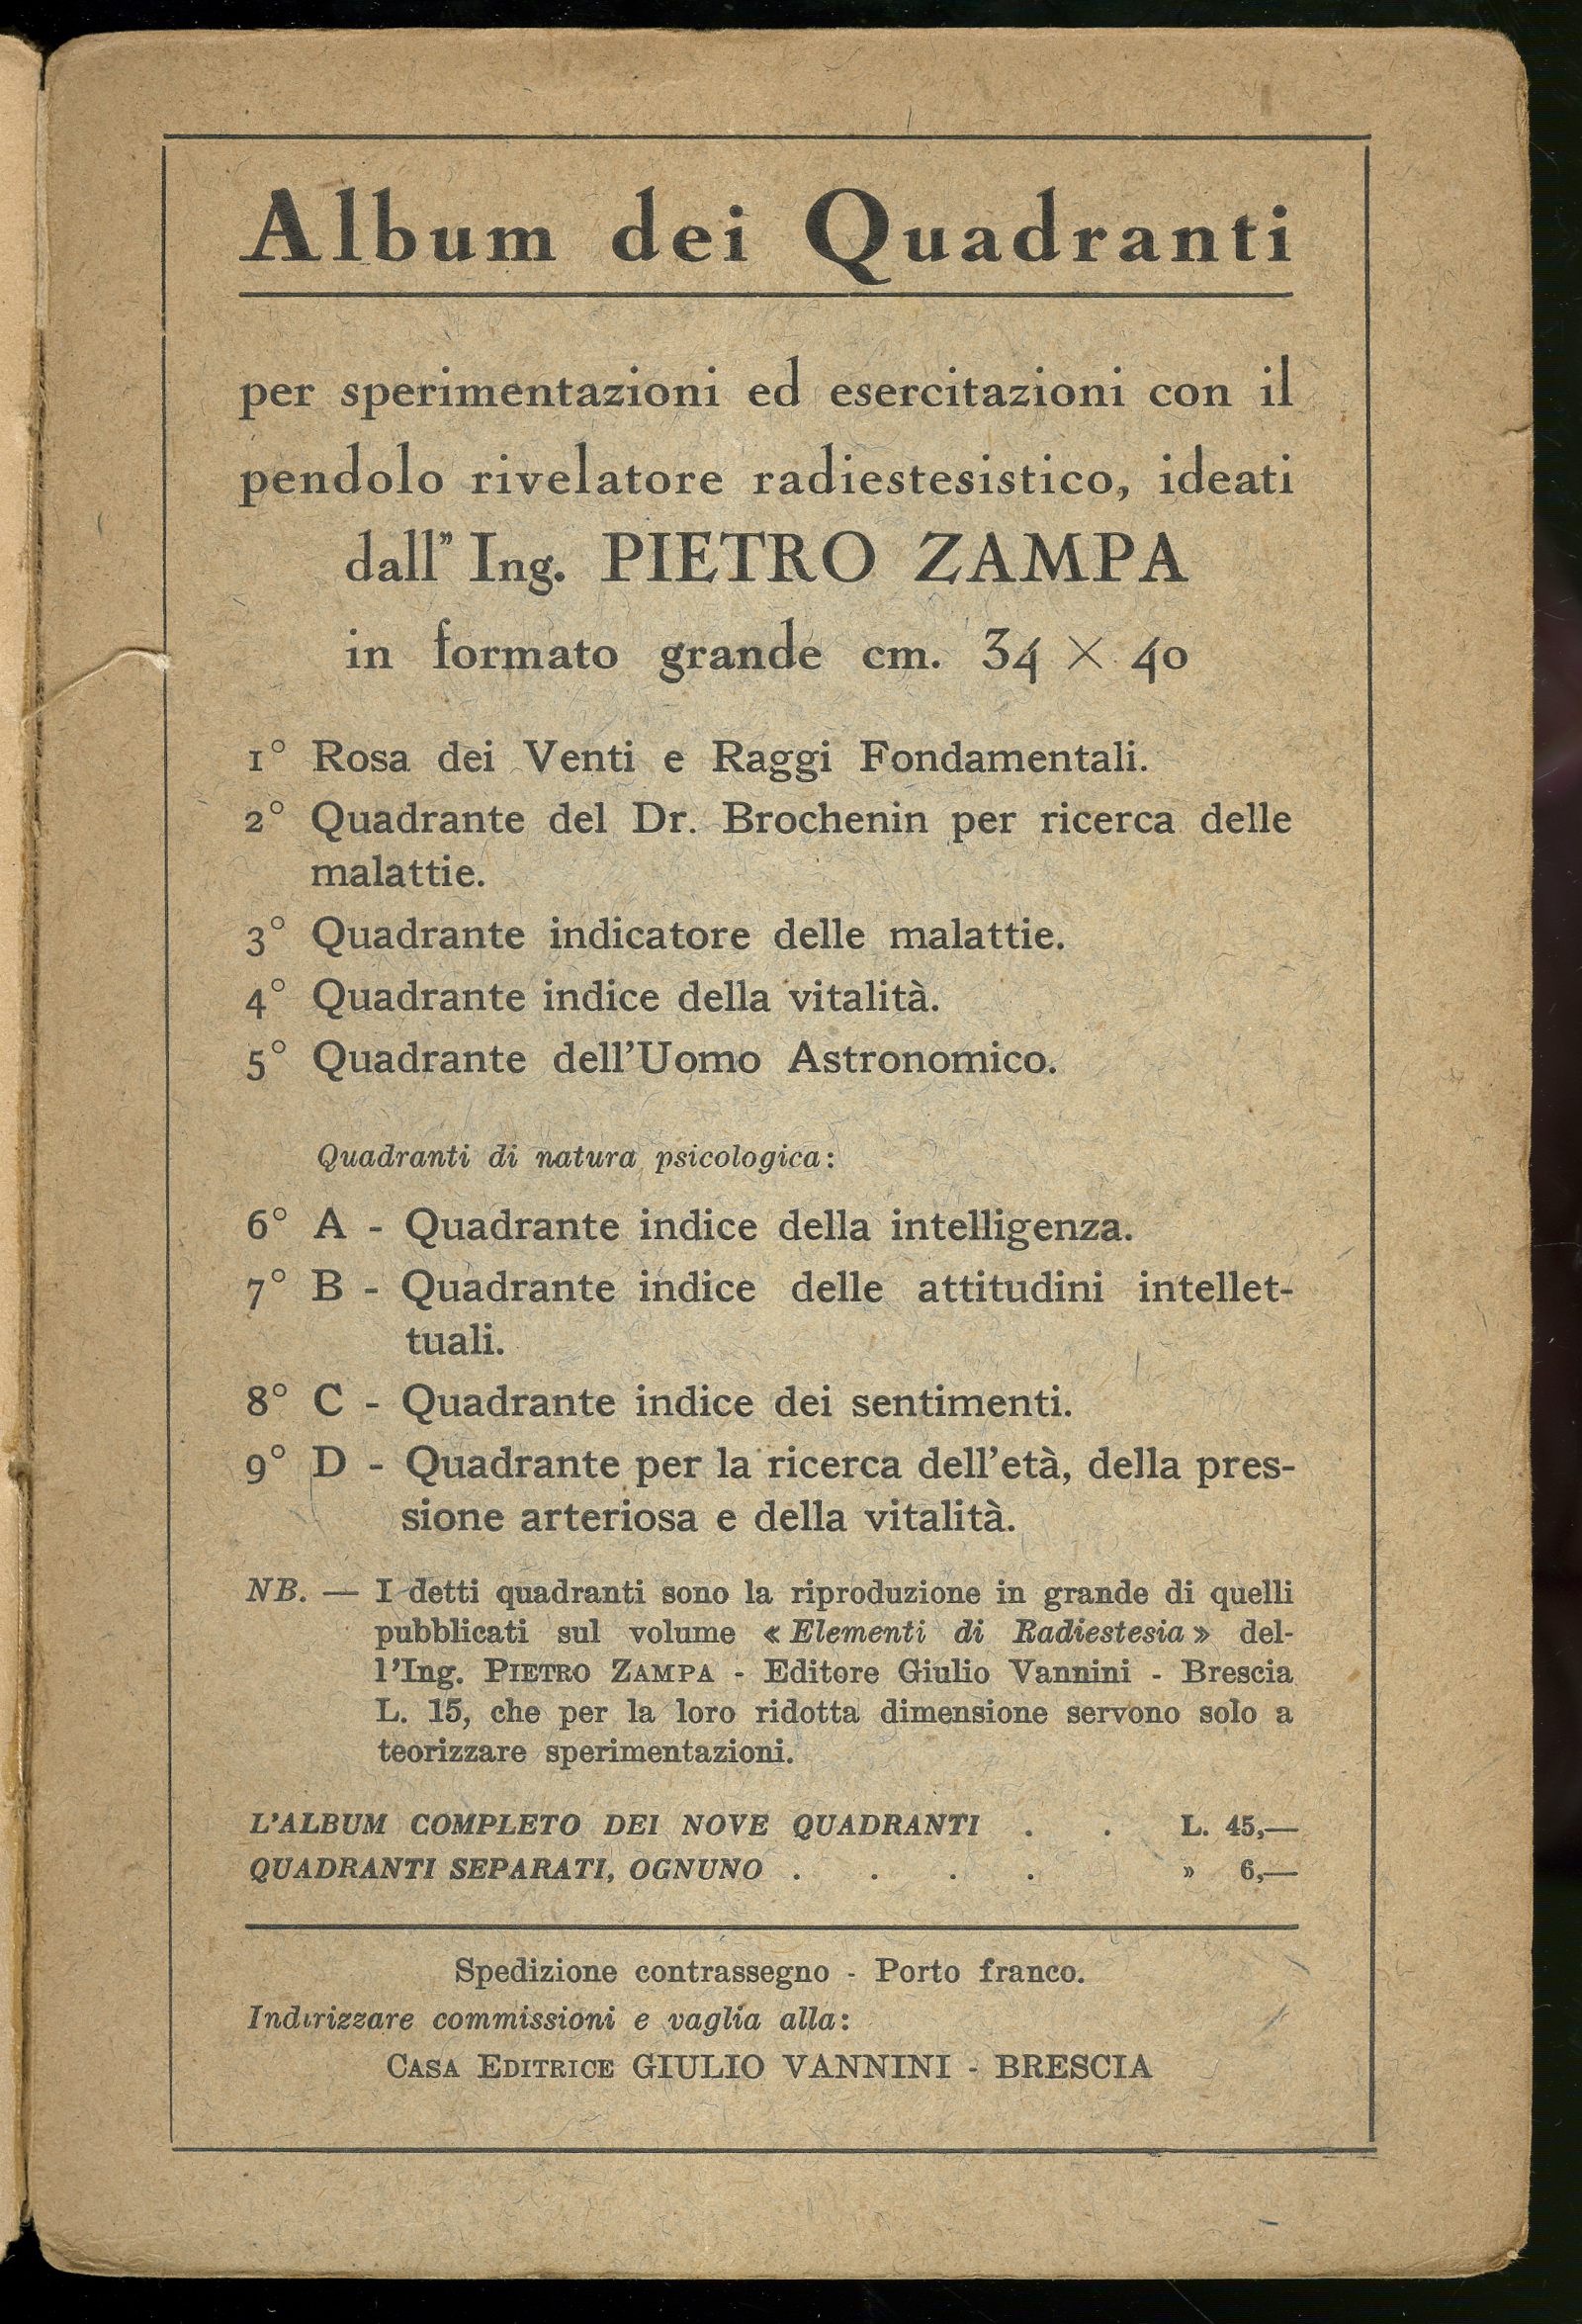 Album dei Quadranti
per sperimentazioni ed esercitazioni con il
pendolo rivelatore radiestesistico, ideati
dall" Ing. PIETRO ZAMPA
in formato grande cm. 34 × 40
1° Rosa dei Venti e Raggi Fondamentali.
2° Quadrante del Dr. Brochenin per ricerca delle
malattie.
3° Quadrante indicatore delle malattie.
4° Quadrante indice della vitalità.
5° Quadrante dell'Uomo Astronomico.
Quadranti di natura psicologica:
6° A - Quadrante indice della intelligenza.
7° B - Quadrante indice delle attitudini intellet-
tuali.
8° C - Quadrante indice dei sentimenti.
9° D - Quadrante per la ricerca dell'età, della pres-
sione arteriosa e della vitalità.
NB. — I detti quadranti sono la riproduzione in grande di quelli
pubblicati sul volume « Elementi di Radiestesia » del-
l'Ing. PIETRO ZAMPA - Editore Giulio Vannini - Brescia
L. 15, che per la loro ridotta dimensione servono solo a
teorizzare sperimentazioni.
L'ALBUM COMPLETO DEI NOVE QUADRANTI . . L. 45,—
QUADRANTI SEPARATI, OGNUNO . . . . » 6,—
Spedizione contrassegno - Porto franco.
Indirizzare commissioni e vaglia alla:
CASA EDITRICE GIULIO VANNINI - BRESCIA